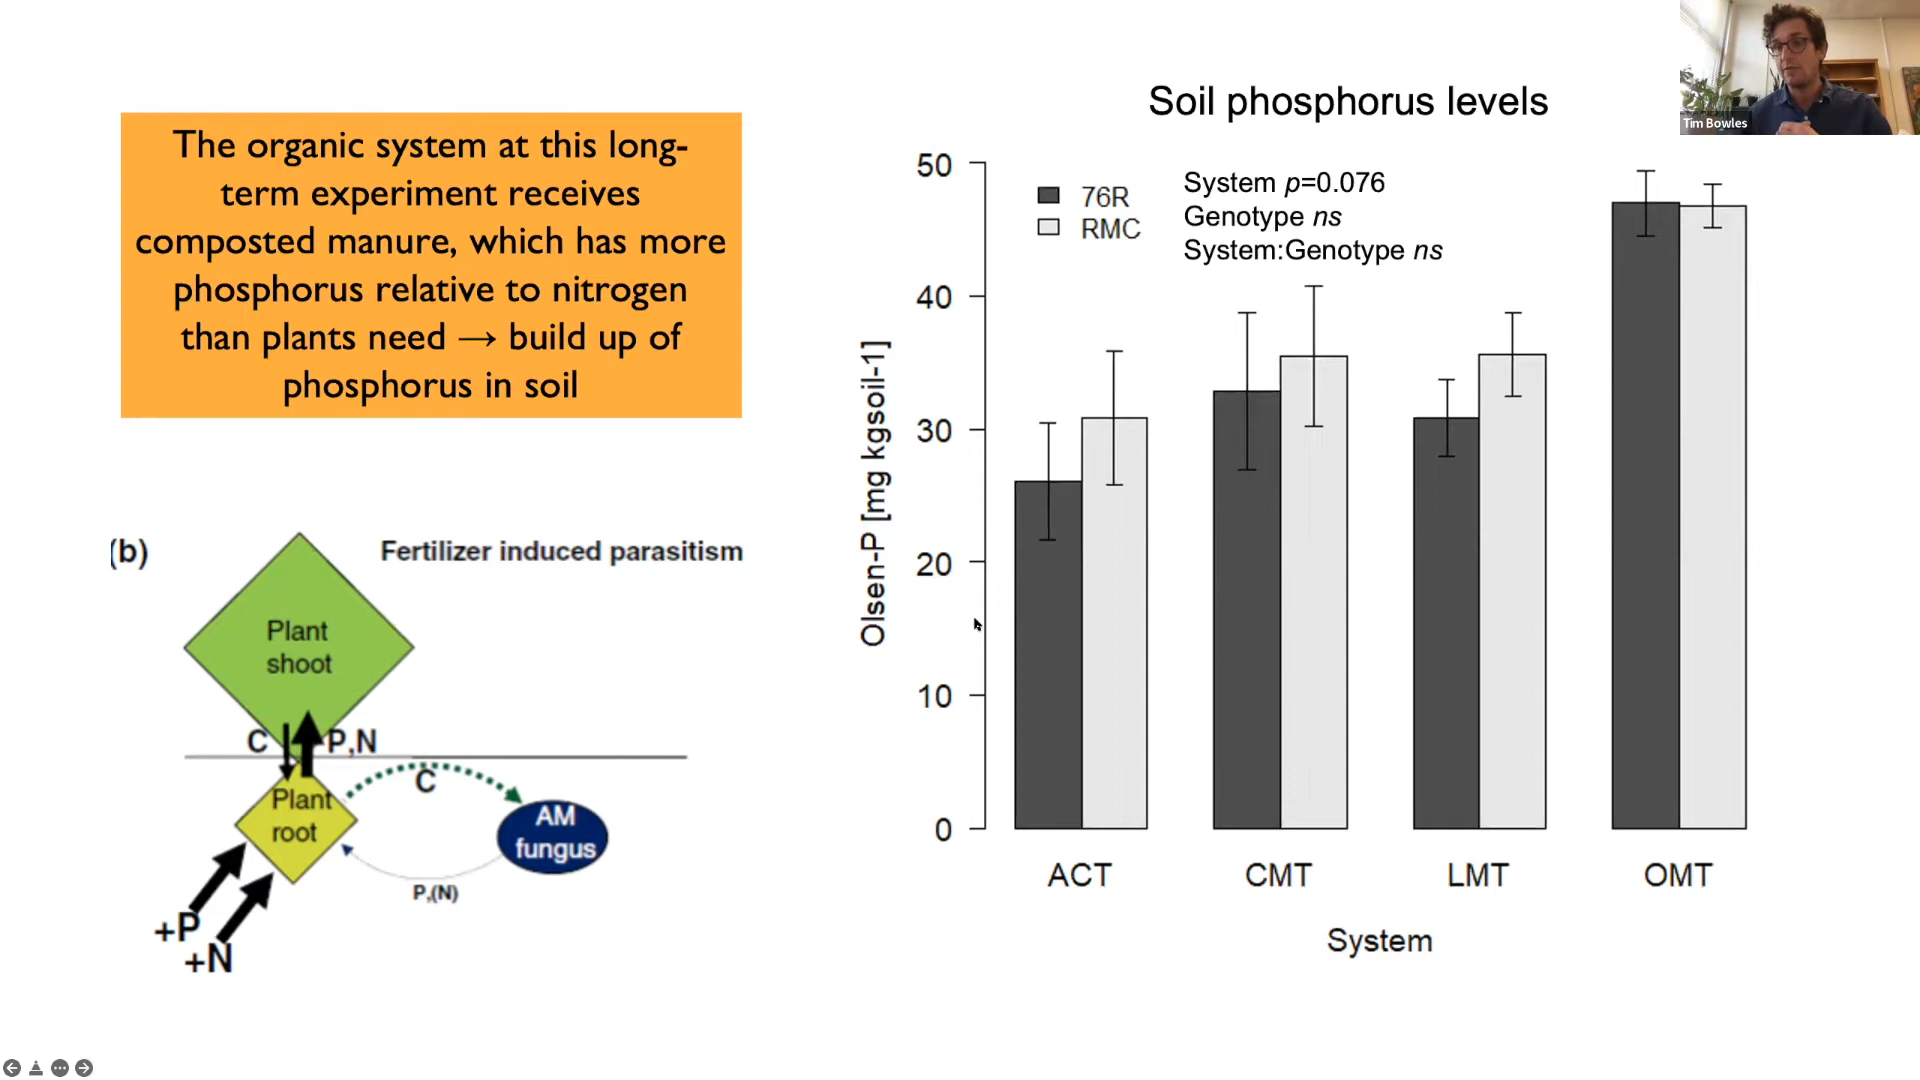 The organic system at this long-
term experiment receives
composted manure, which has more
phosphorus relative to nitrogen
than plants need → build up of
phosphorus in soil
(b)
Fertilizer induced parasitism
Plant
shoot
C
P,N
C
Plant
root
AM
fungus
P,(N)
+P
+N
Soil phosphorus levels
76R
RMC
System p=0.076
Genotype ns
System:Genotype ns
Olsen-P [mg kgsoil-1]
50
40
30
20
10
0
ACT CMT LMT OMT
System
Tim Bowles